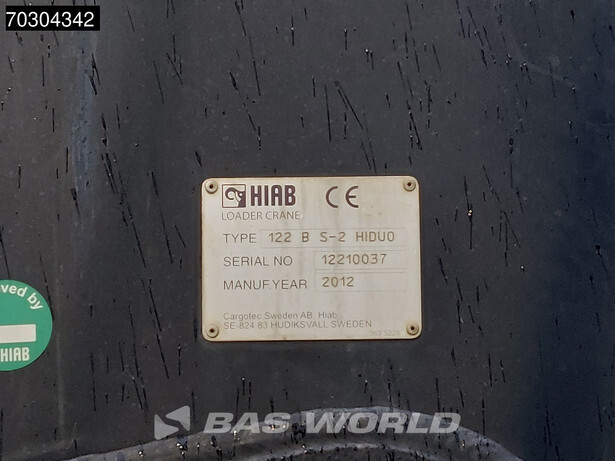 70304342
HIAB CE
LOADER CRANE
TYPE 122 B S-2 HIDUO
SERIAL NO 12210037
MANUF.YEAR 2012
Cargotec Sweden AB. Hiab
SE-824 83 HUDIKSVALL SWEDEN
ved by
HIAB
BAS WORLD